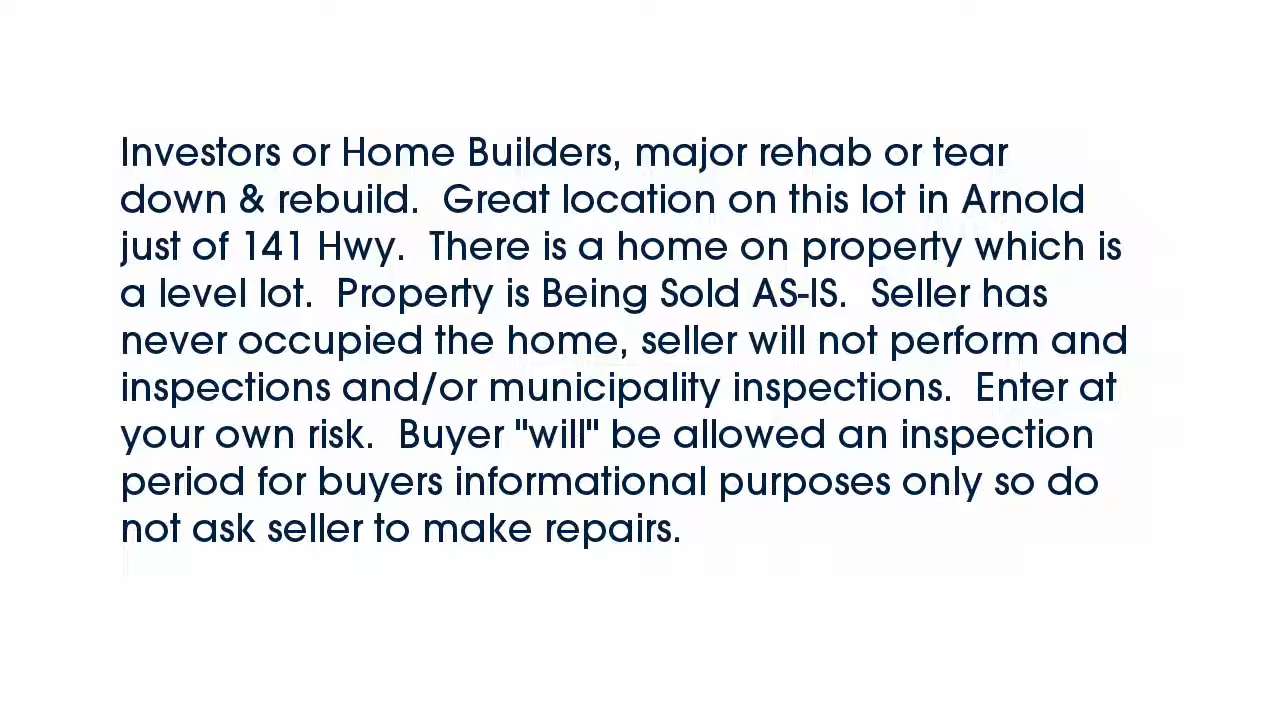 Investors or Home Builders, major rehab or tear
down & rebuild.  Great location on this lot in Arnold
just of 141 Hwy.  There is a home on property which is
a level lot.  Property is Being Sold AS-IS.  Seller has
never occupied the home, seller will not perform and
inspections and/or municipality inspections.  Enter at
your own risk.  Buyer "will" be allowed an inspection
period for buyers informational purposes only so do
not ask seller to make repairs.